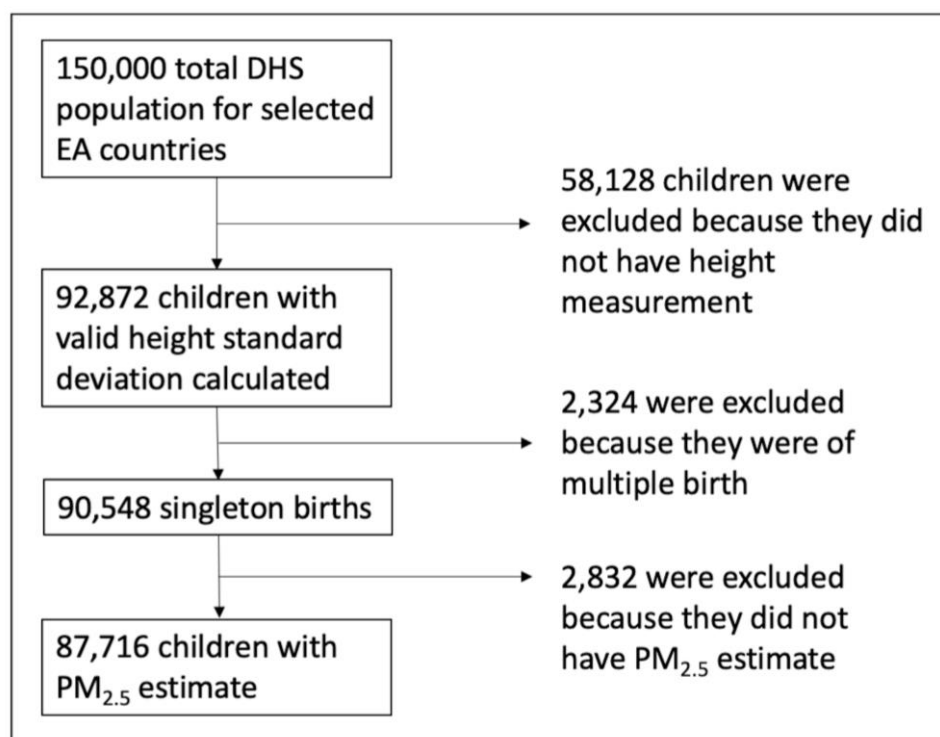 150,000 total DHS
population for selected
EA countries
58,128 children were
excluded because they did
not have height
measurement
92,872 children with
valid height standard
deviation calculated
2,324 were excluded
because they were of
multiple birth
90,548 singleton births
2,832 were excluded
because they did not
have PM2.5 estimate
87,716 children with
PM2.5 estimate